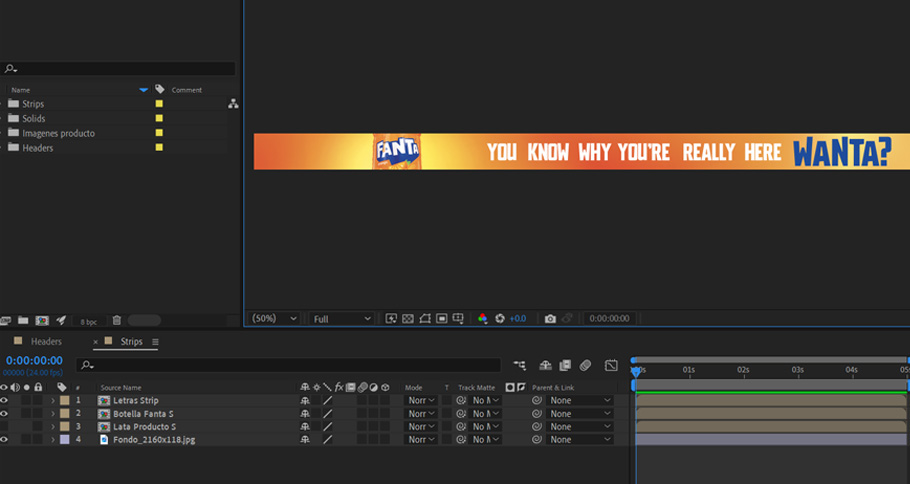 Name Comment
Strips
Solids
Imagenes producto
Headers
FANTA
YOU KNOW WHY YOU'RE REALLY HERE WANTA?
8 bpc
(50%) Full +0.0 0:00:00:00
Headers × Strips
0:00:00:00
00000 (24.00 fps)
:00s 01s 02s 03s 04s 05s
# Source Name Mode T Track Matte Parent & Link
1 Letras Strip Norr No M None
2 Botella Fanta S Norr No M None
3 Lata Producto S Norr No M None
4 Fondo_2160x118.jpg Norr No M None